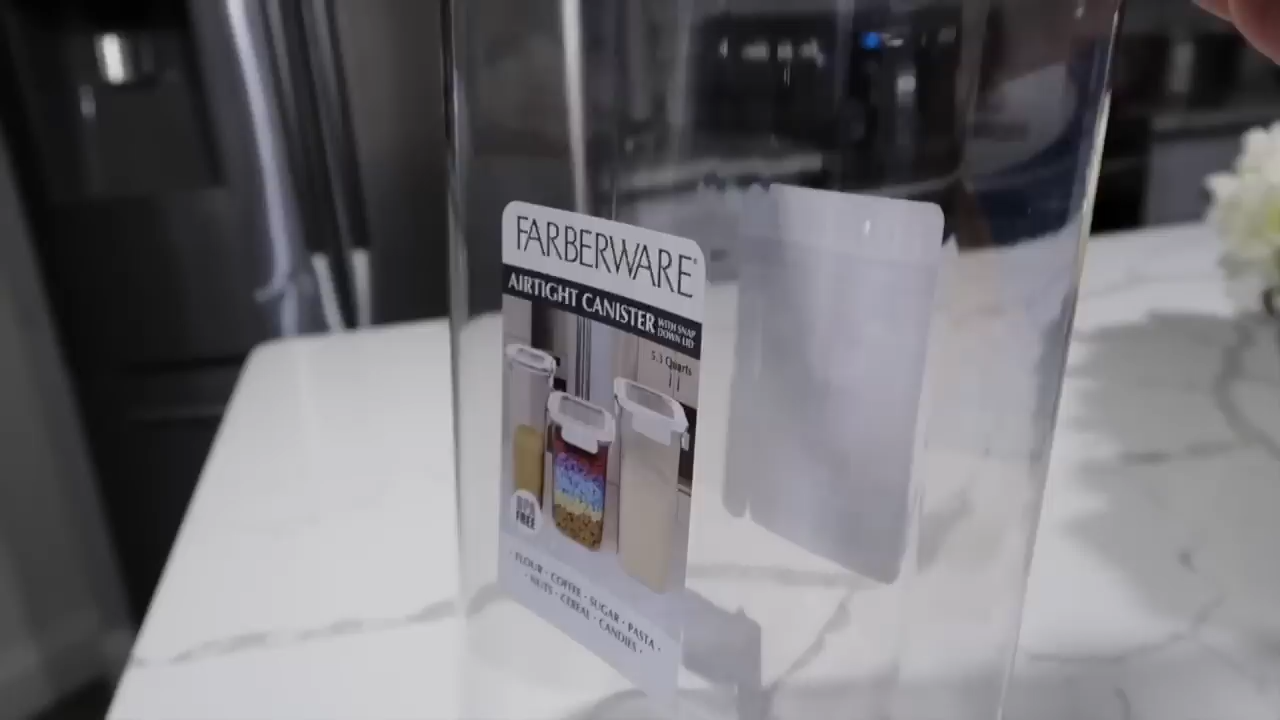 FARBERWARE®
AIRTIGHT CANISTER WITH SNAP
DOWN LID
5.3 Quarts
BPA
FREE
· FLOUR · COFFEE · SUGAR · PASTA ·
· NUTS · CEREAL · CANDIES ·